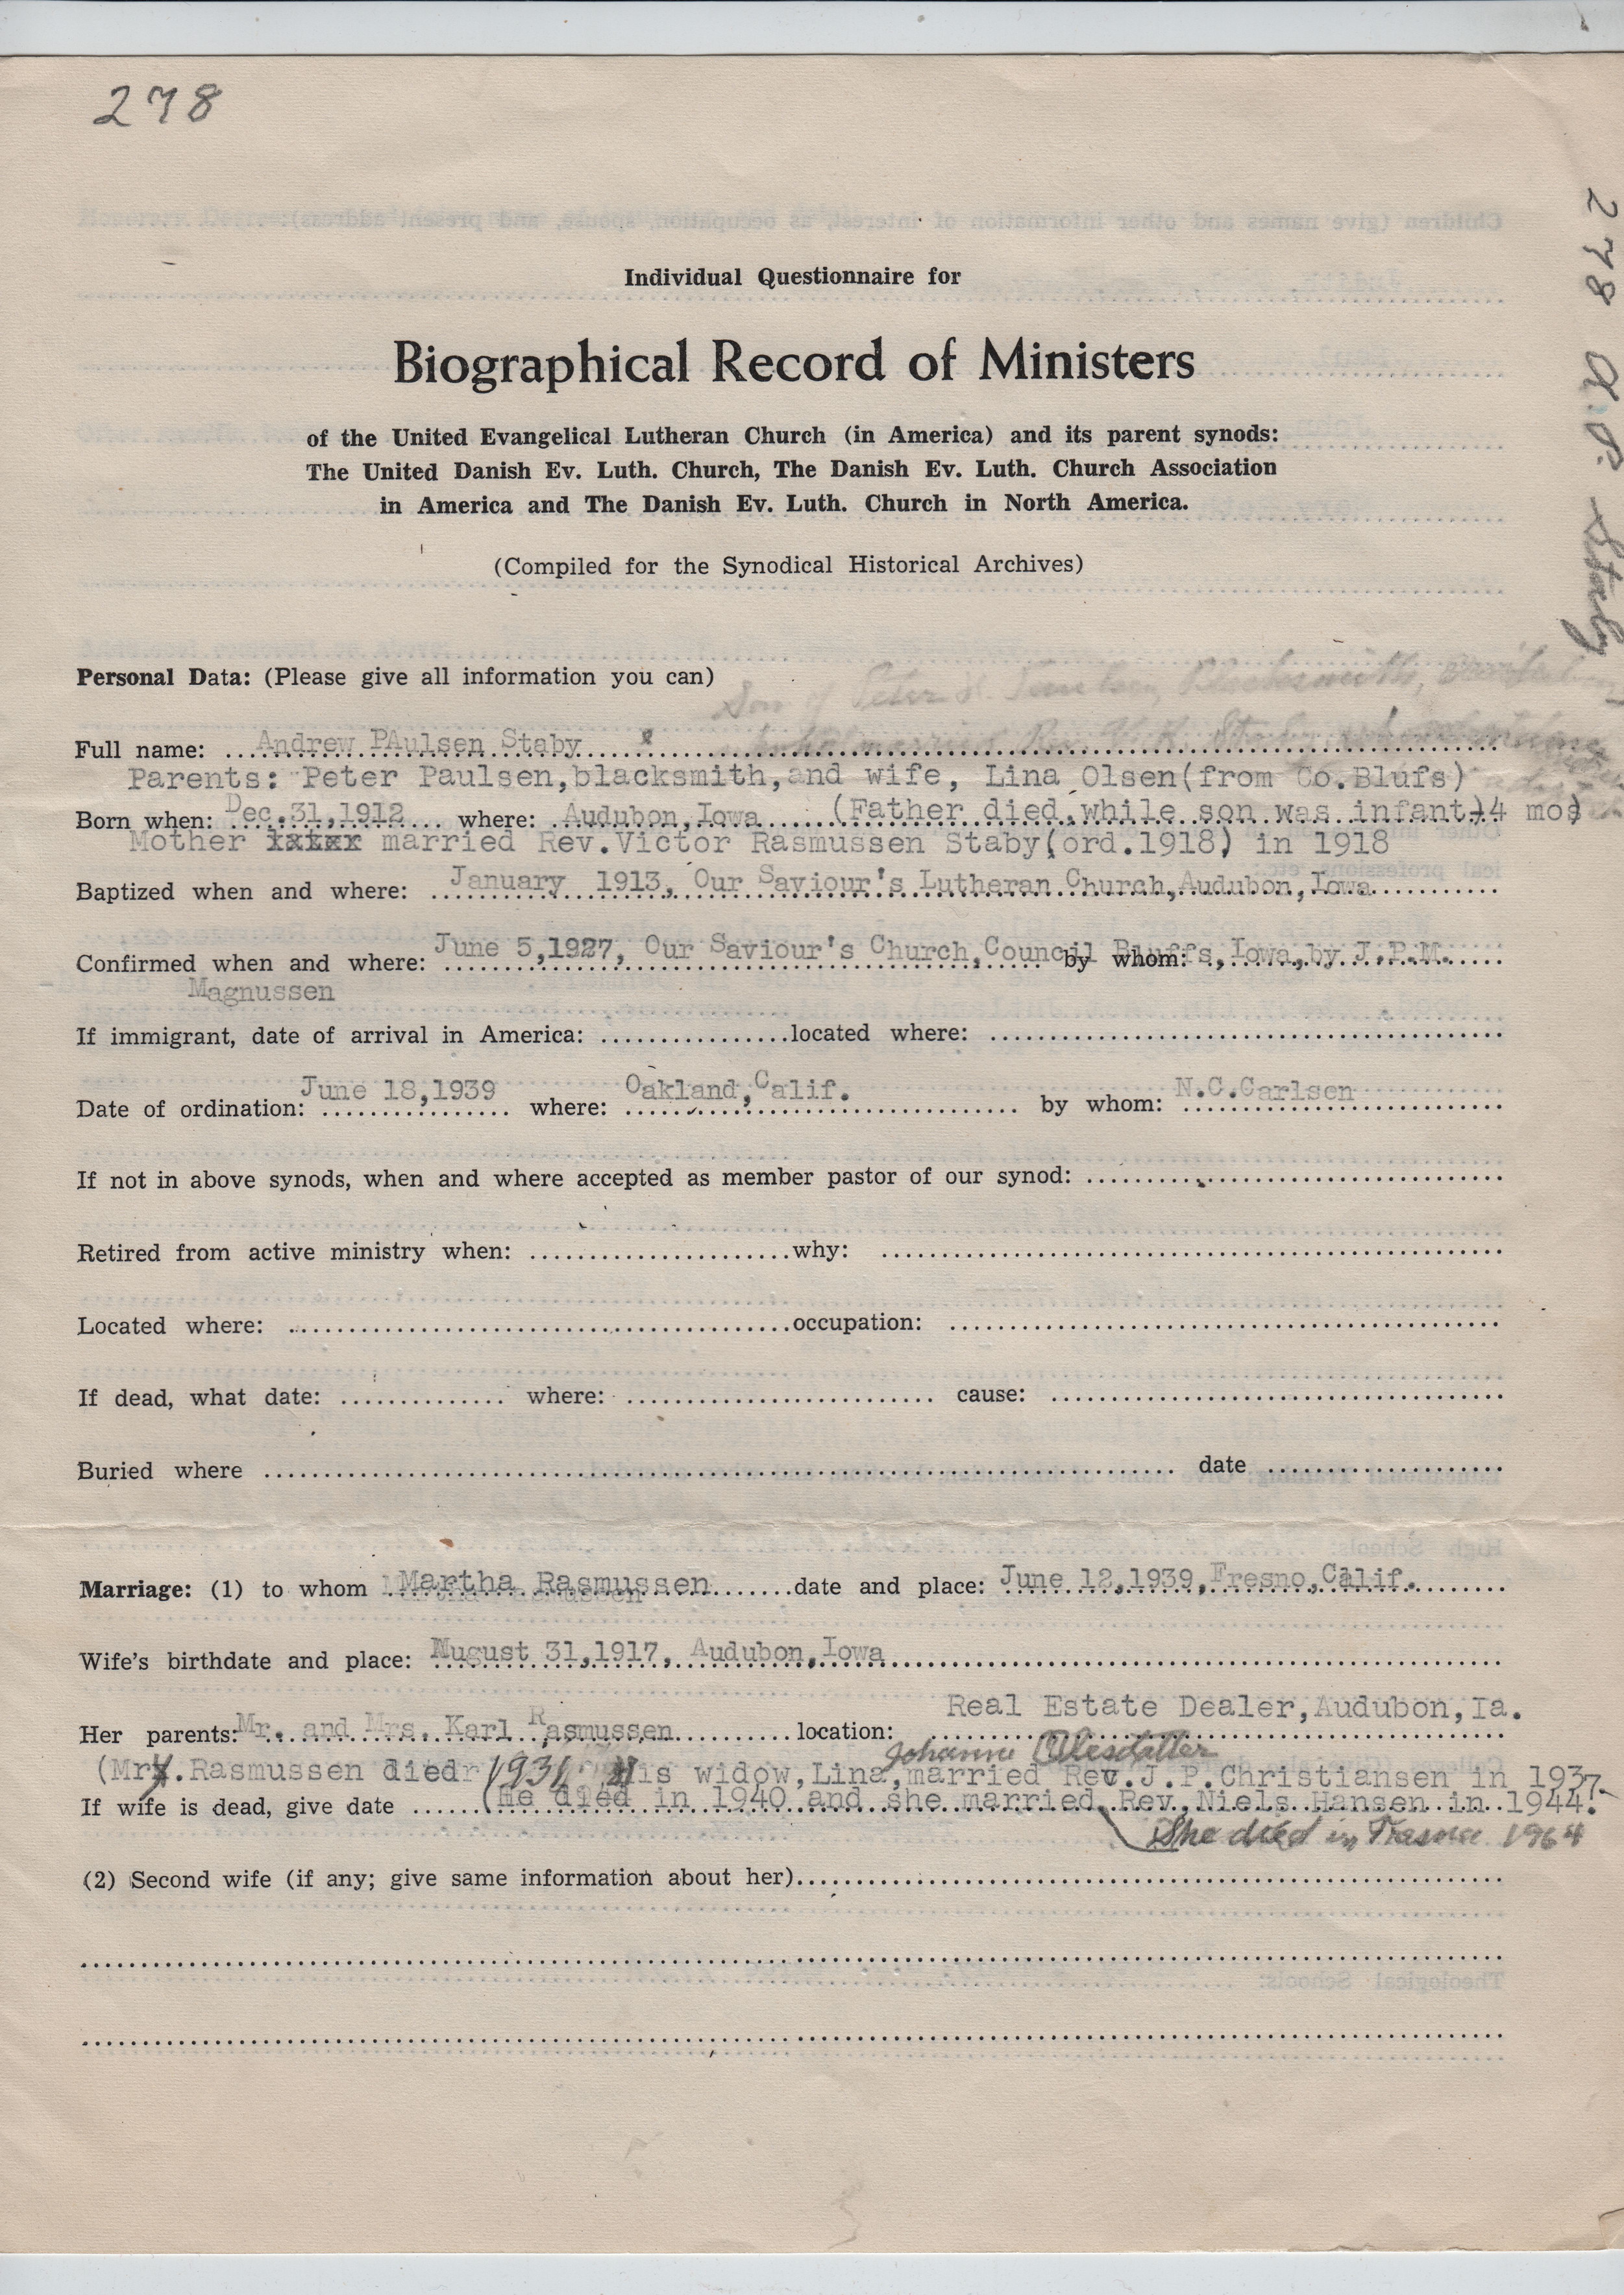 278
278 A.P. Staby
Individual Questionnaire for
Biographical Record of Ministers
of the United Evangelical Lutheran Church (in America) and its parent synods:
The United Danish Ev. Luth. Church, The Danish Ev. Luth. Church Association
in America and The Danish Ev. Luth. Church in North America.
(Compiled for the Synodical Historical Archives)
Personal Data: (Please give all information you can)
Son of Peter Blacksmith,
Full name: Andrew PAulsen Staby
Parents: Peter Paulsen,blacksmith,and wife, Lina Olsen(from Co.Blufs)
Born when: Dec.31,1912 where: Audubon,Iowa (Father died while son was infant)4 mos)
Mother xxxxx married Rev.Victor Rasmussen Staby(ord.1918) in 1918
Baptized when and where: January 1913, Our Saviour's Lutheran Church,Audubon,Iowa
Confirmed when and where: June 5,1927, Our Saviour's Church,Council Bluffs,Iowa,by J.P.M. by whom:
Magnussen
If immigrant, date of arrival in America: located where:
Date of ordination: June 18,1939 where: Oakland,Calif. by whom: N.C.Carlsen
If not in above synods, when and where accepted as member pastor of our synod:
Retired from active ministry when: why:
Located where: occupation:
If dead, what date: where: cause:
Buried where date
Marriage: (1) to whom Martha Rasmussen date and place: June 12,1939,Fresno,Calif.
Wife's birthdate and place: August 31,1917, Audubon,Iowa
Real Estate Dealer,Audubon,Ia.
Her parents: Mr. and Mrs. Karl Rasmussen location:
Johanne Olesdatter
(Mr. Rasmussen died 1931 His widow,Lina,married Rev.J.P.Christiansen in 1937.
If wife is dead, give date (He died in 1940 and she married Rev.Niels Hansen in 1944.
She died in 1964
(2) Second wife (if any; give same information about her)